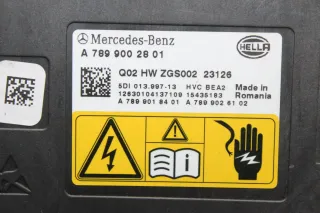 Mercedes-Benz
HELLA
A 789 900 28 01
Q02 HW ZGS002 23126
5DI 013.997-13 HVC BEA2 Made in
12630104137109 15435183 Romania
A 789 901 84 01 A 789 902 61 02